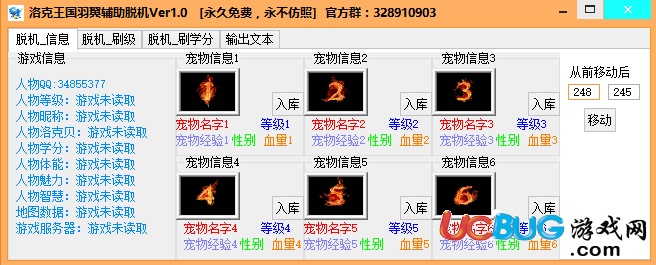 洛克王国羽翼辅助脱机Ver1.0 [永久免费，永不仿照] 官方群：328910903
脱机_信息 脱机_刷级 脱机_刷学分 输出文本
游戏信息
人物QQ:34855377
人物等级：游戏未读取
人物昵称：游戏未读取
人物洛克贝：游戏未读取
人物学分：游戏未读取
人物体能：游戏未读取
人物魅力：游戏未读取
人物智慧：游戏未读取
地图数据：游戏未读取
游戏服务器：游戏未读取
宠物信息1 宠物信息2 宠物信息3
1 入库 2 入库 3 入库
宠物名字1 等级1 宠物名字2 等级2 宠物名字3 等级3
宠物经验1 性别 血量1 宠物经验2 性别 血量2 宠物经验3 性别 血量3
宠物信息4 宠物信息5 宠物信息6
4 入库 5 入库 6 入库
宠物名字4 等级4 宠物名字5 等级5
宠物经验4 性别 血量4 宠物经验5 性别 血量5 宠物经验6
从前移动后
248 245
移动
UCBUG游戏网
.com